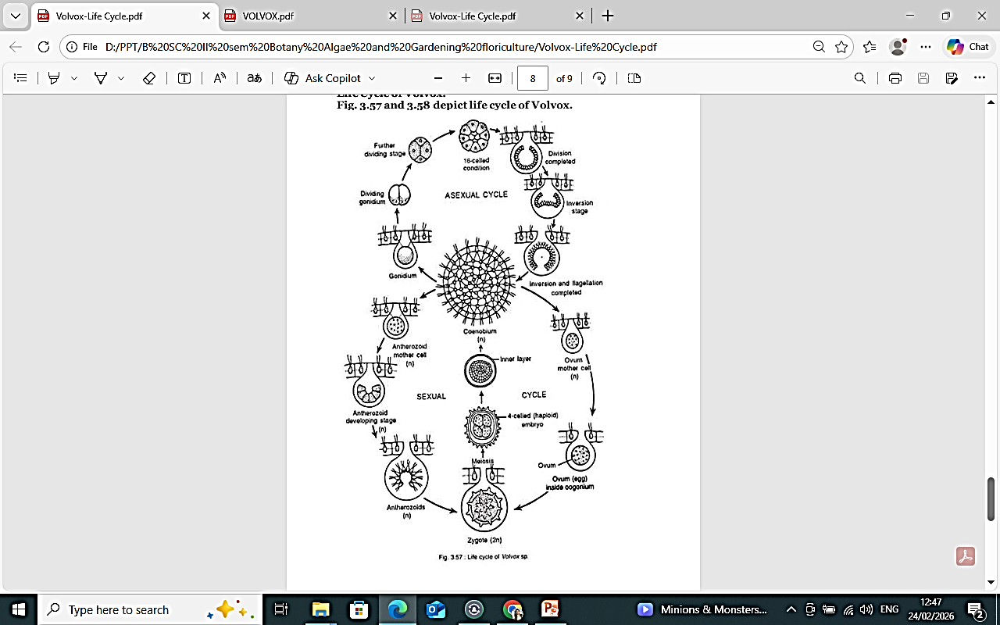 Volvox-Life Cycle.pdf
VOLVOX.pdf
Volvox-Life Cycle.pdf
File
D:/PPT/B%20SC%20II%20sem%20Botany%20Algae%20and%20Gardening%20floriculture/Volvox-Life%20Cycle.pdf
Chat
Ask Copilot
8
of 9
Life Cycle of Volvox:
Fig. 3.57 and 3.58 depict life cycle of Volvox.
Further
dividing stage
16-celled
condition
Division
completed
Dividing
gonidium
ASEXUAL CYCLE
Inversion
stage
Gonidium
Inversion and flagellation
completed
Coenobium
(n)
Antherozoid
mother cell
(n)
Inner layer
Ovum
mother cell
(n)
SEXUAL
CYCLE
Antherozoid
developing stage
(n)
4-celled (haploid)
embryo
Meiosis
Ovum
Ovum (egg)
inside oogonium
Antherozoids
(n)
Zygote (2n)
Fig. 3.57 : Life cycle of Volvox sp.
Type here to search
Minions & Monsters...
ENG
12:47
24/02/2026
2